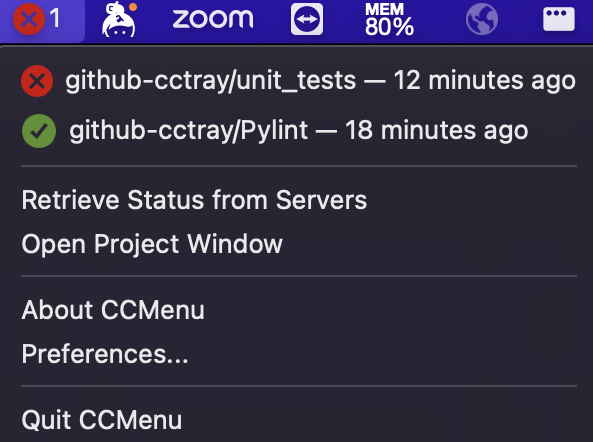 1
zoom
MEM
80%
github-cctray/unit_tests — 12 minutes ago
github-cctray/Pylint — 18 minutes ago
Retrieve Status from Servers
Open Project Window
About CCMenu
Preferences...
Quit CCMenu